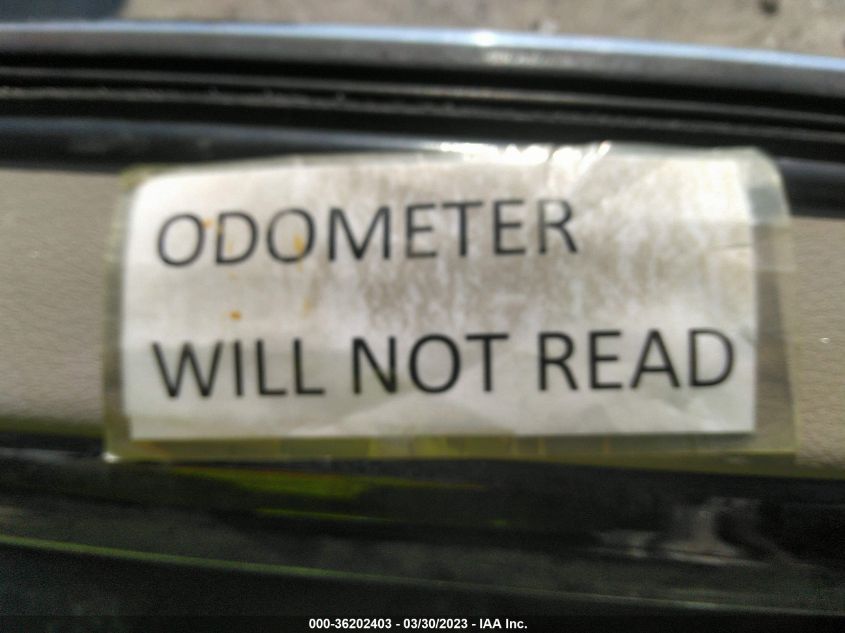 ODOMETER
WILL NOT READ
000-36202403 - 03/30/2023 - IAA Inc.